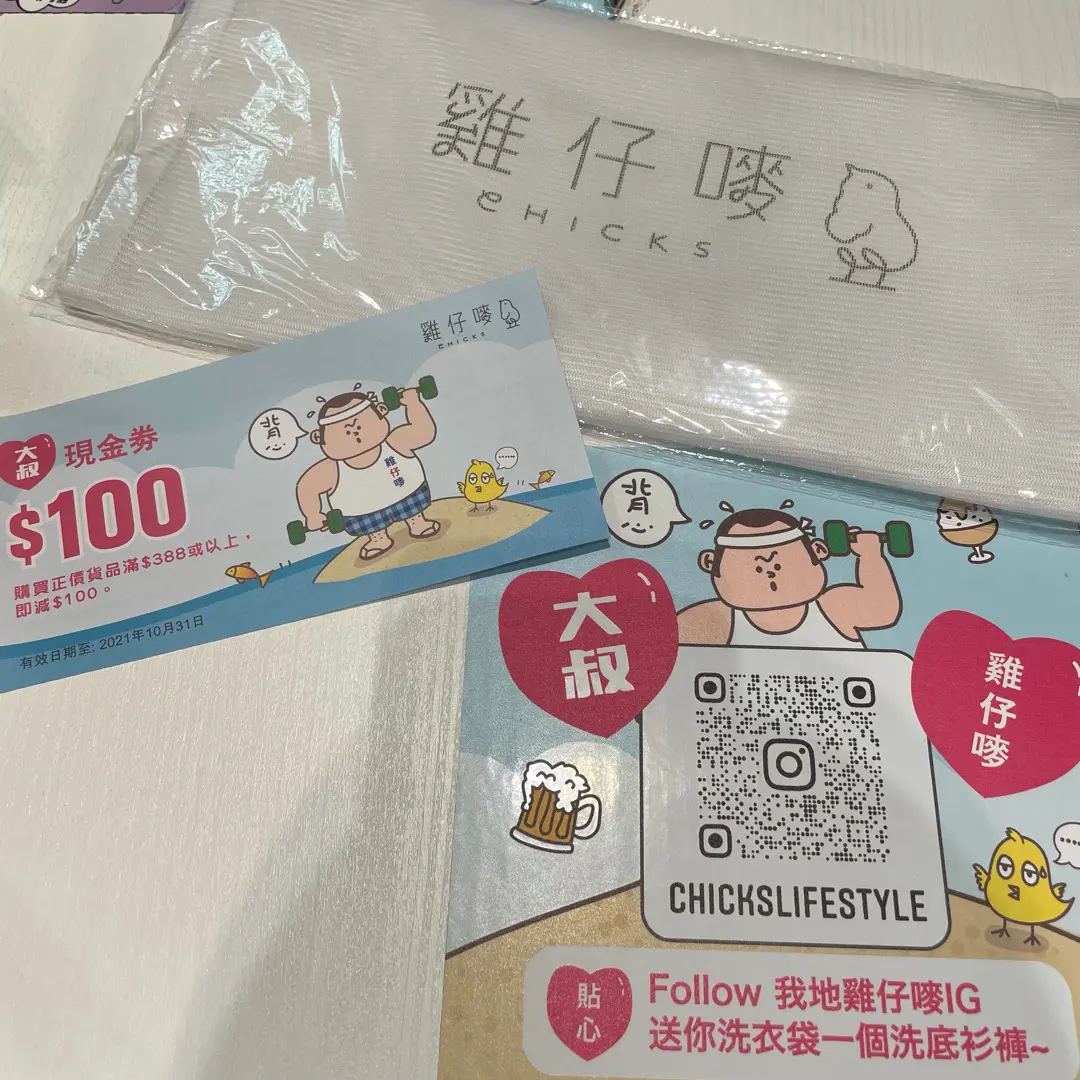 雞仔嘜
CHICKS
雞仔嘜
CHICKS
大叔
現金券
$100
購買正價貨品滿$388或以上，
即減$100。
有效日期至: 2021年10月31日
背心
雞仔嘜
......
背心
大叔
雞仔嘜
CHICKSLIFESTYLE
貼心
Follow 我地雞仔嘜IG
送你洗衣袋一個洗底衫褲~